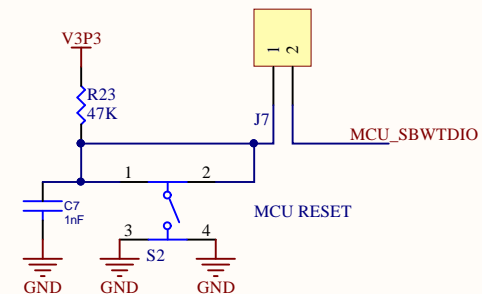 V3P3
1 2
R23
47K
J7
MCU_SBWTDIO
1 2
C7
1nF
MCU RESET
3 4
S2
GND GND GND